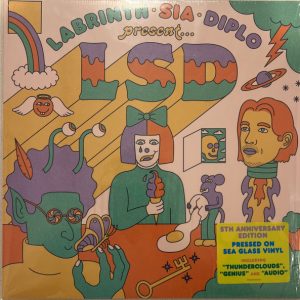 LABRINTH · SIA · DIPLO
present...
LSD
5TH ANNIVERSARY
EDITION
PRESSED ON
SEA GLASS VINYL
INCLUDING
"THUNDERCLOUDS",
"GENIUS" AND "AUDIO"